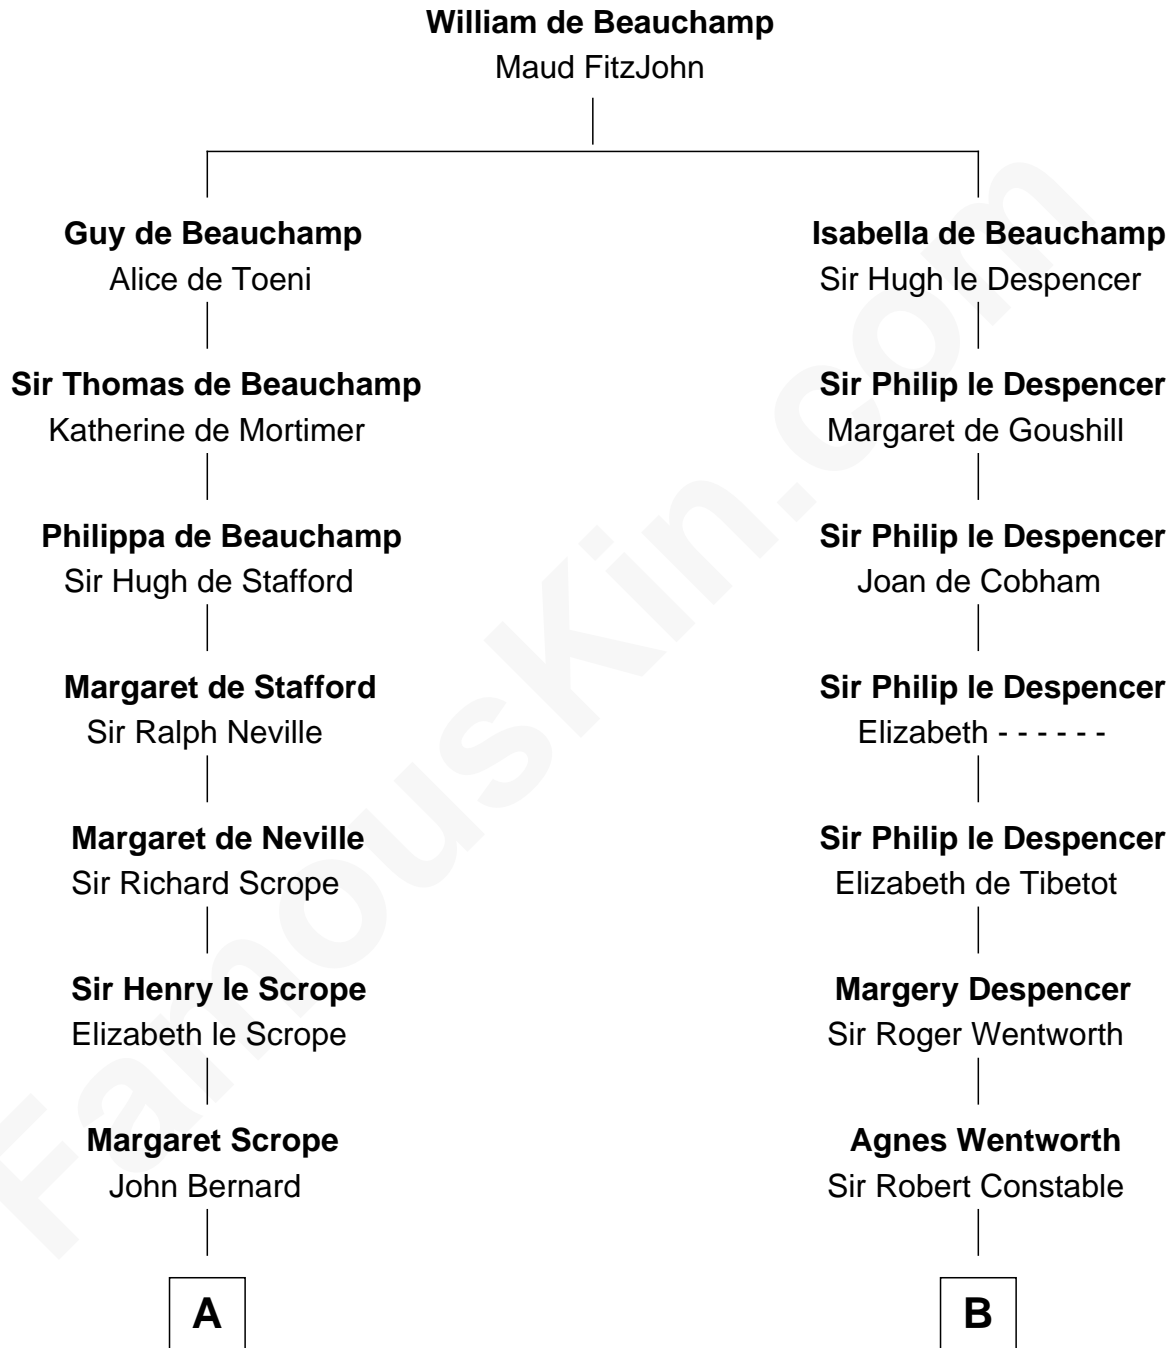 William de Beauchamp
Maud FitzJohn
Guy de Beauchamp
Alice de Toeni
Isabella de Beauchamp
Sir Hugh le Despencer
Sir Thomas de Beauchamp
Katherine de Mortimer
Sir Philip le Despencer
Margaret de Goushill
Philippa de Beauchamp
Sir Hugh de Stafford
Sir Philip le Despencer
Joan de Cobham
Margaret de Stafford
Sir Ralph Neville
Sir Philip le Despencer
Elizabeth - - - - - -
Margaret de Neville
Sir Richard Scrope
Sir Philip le Despencer
Elizabeth de Tibetot
Sir Henry le Scrope
Elizabeth le Scrope
Margery Despencer
Sir Roger Wentworth
Margaret Scrope
John Bernard
Agnes Wentworth
Sir Robert Constable
A
B
FamousKin.com